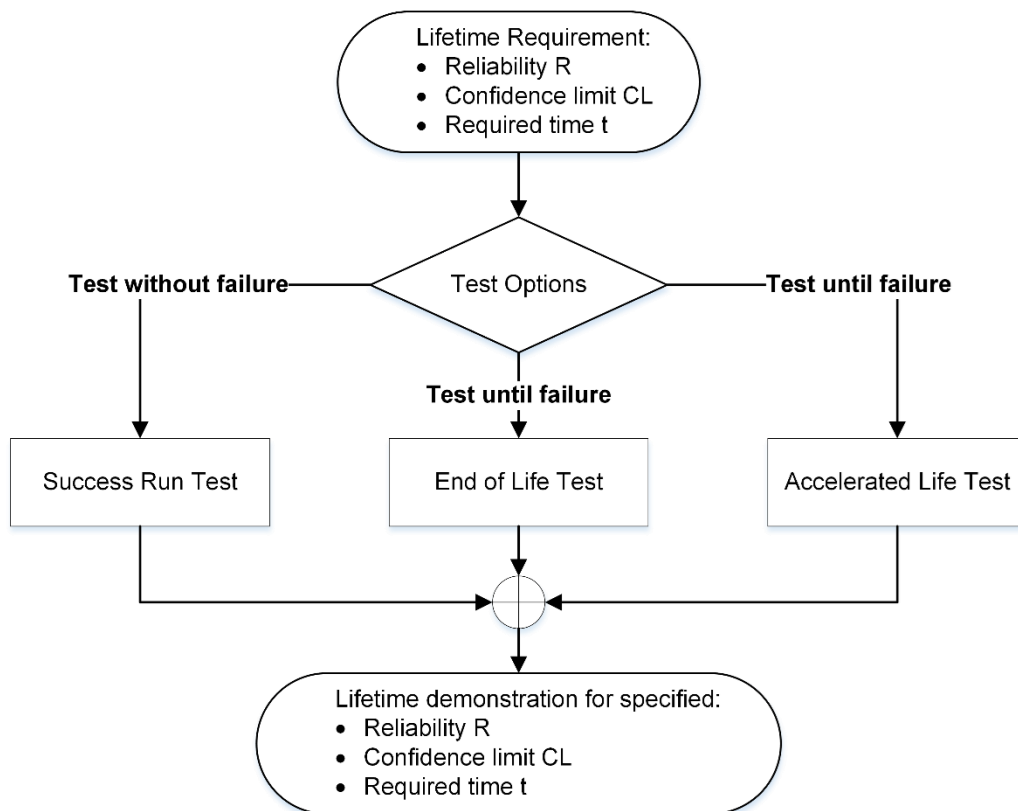 Lifetime Requirement:
• Reliability R
• Confidence limit CL
• Required time t
Test Options
Test without failure
Test until failure
Test until failure
Success Run Test
End of Life Test
Accelerated Life Test
Lifetime demonstration for specified:
• Reliability R
• Confidence limit CL
• Required time t